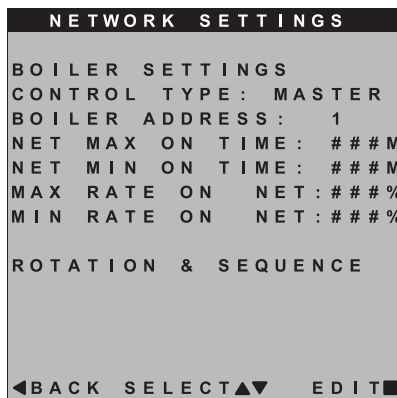 NETWORK SETTINGS
BOILER SETTINGS
CONTROL TYPE: MASTER
BOILER ADDRESS: 1
NET MAX ON TIME: ###M
NET MIN ON TIME: ###M
MAX RATE ON NET:###%
MIN RATE ON NET:###%
ROTATION & SEQUENCE
◀BACK SELECT▲▼ EDIT■